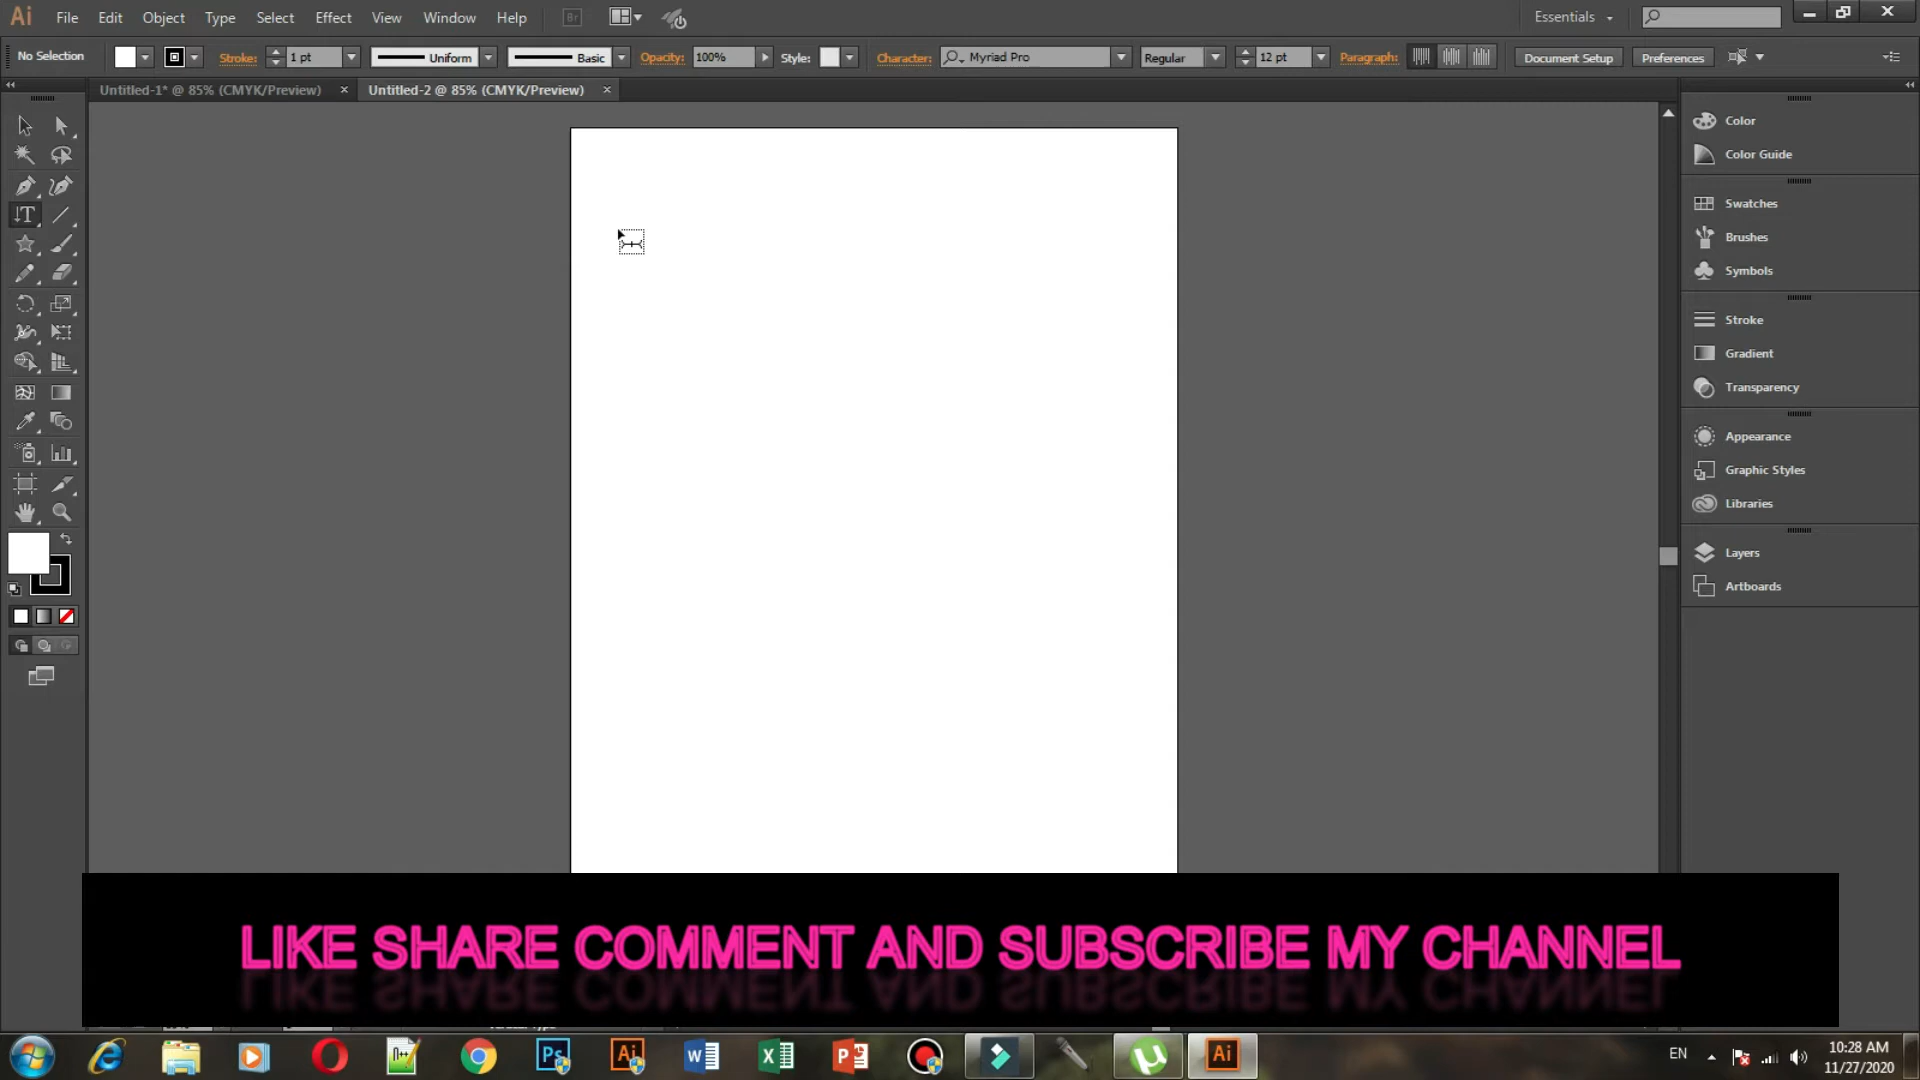 Ai File Edit Object Type Select Effect View Window Help Br Essentials
No Selection Stroke: 1 pt Uniform Basic Opacity: 100% Style: Character: Myriad Pro Regular 12 pt Paragraph: Document Setup Preferences
Untitled-1* @ 85% (CMYK/Preview) × Untitled-2 @ 85% (CMYK/Preview) ×
Color
Color Guide
Swatches
Brushes
Symbols
Stroke
Gradient
Transparency
Appearance
Graphic Styles
Libraries
Layers
Artboards
LIKE SHARE COMMENT AND SUBSCRIBE MY CHANNEL
EN 10:28 AM
11/27/2020